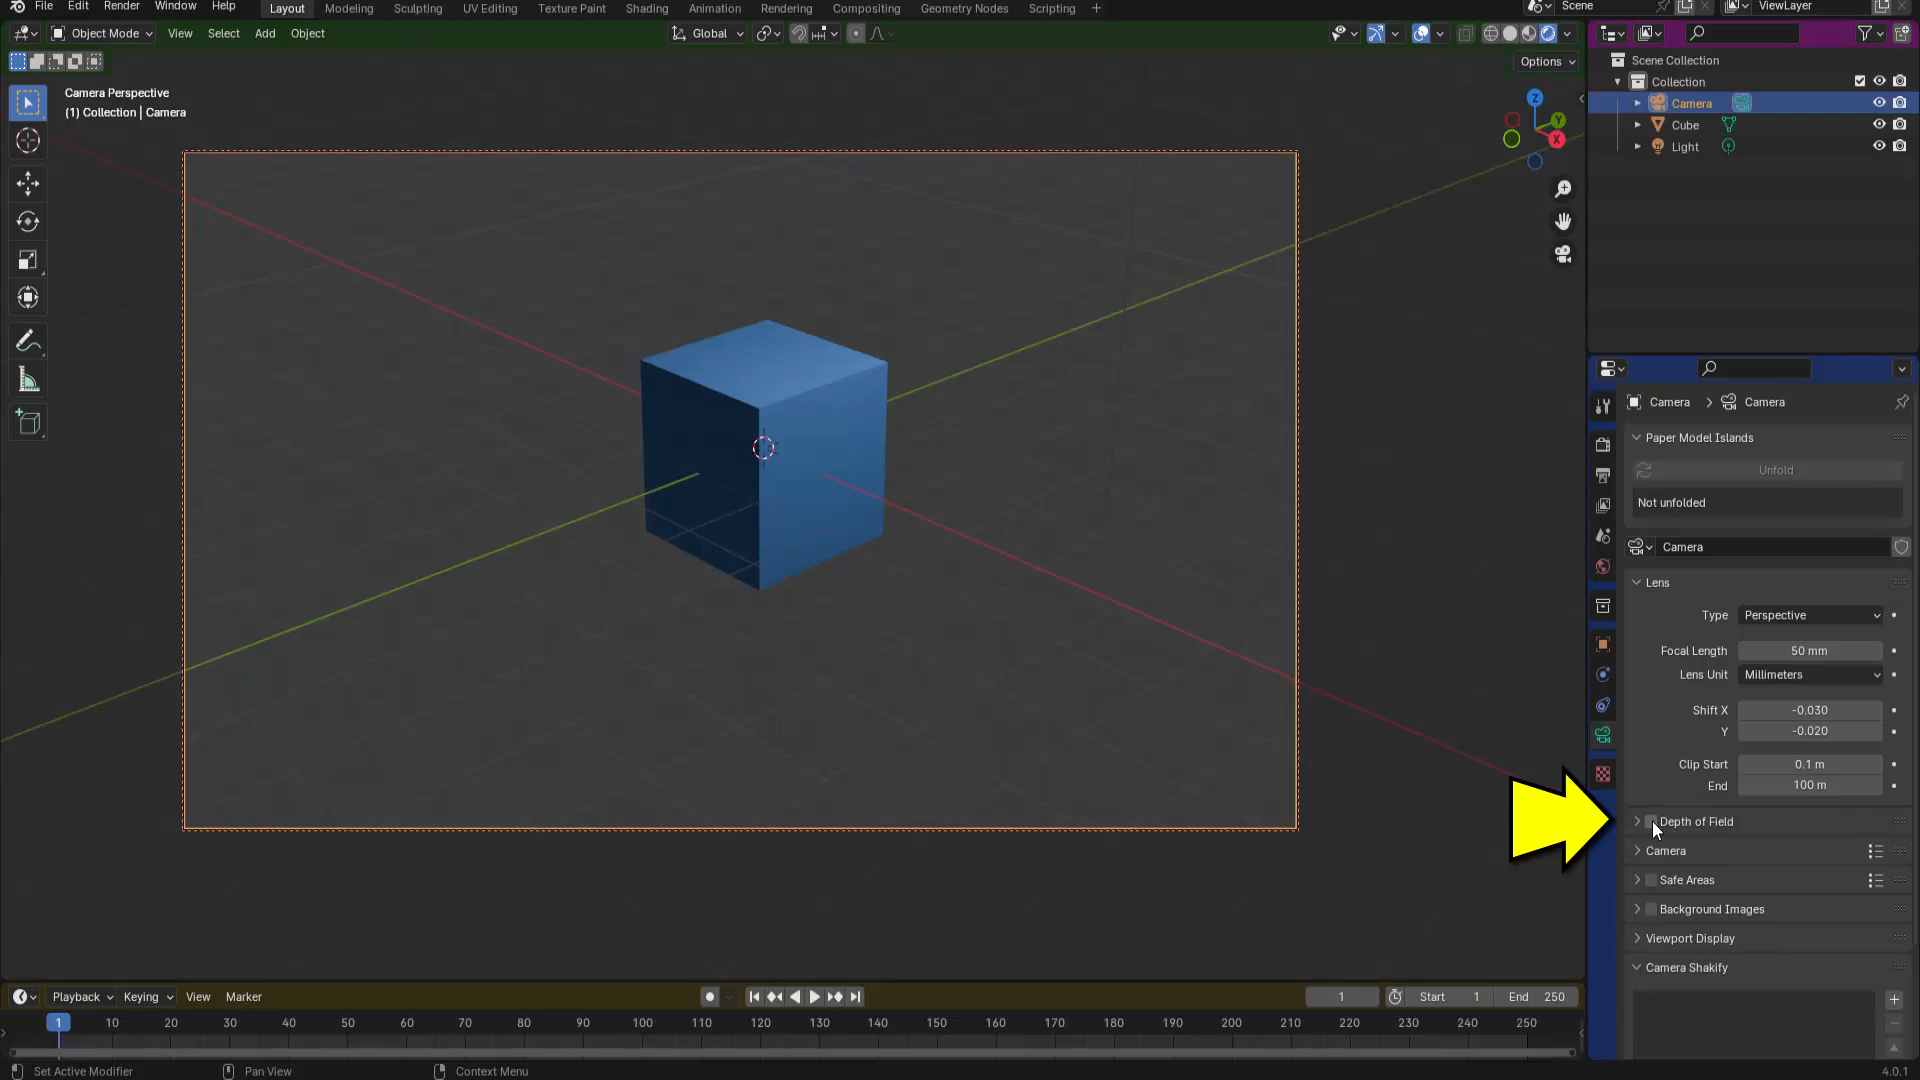 File Edit Render Window Help Layout Modeling Sculpting UV Editing Texture Paint Shading Animation Rendering Compositing Geometry Nodes Scripting + Scene ViewLayer
Object Mode View Select Add Object Global
Options
Camera Perspective
(1) Collection | Camera
Z
Y
X
Scene Collection
Collection
Camera
Cube
Light
Camera > Camera
Paper Model Islands
Unfold
Not unfolded
Camera
Lens
Type Perspective
Focal Length 50 mm
Lens Unit Millimeters
Shift X -0.030
Y -0.020
Clip Start 0.1 m
End 100 m
Depth of Field
Camera
Safe Areas
Background Images
Viewport Display
Camera Shakify
Playback Keying View Marker 1 Start 1 End 250
1 10 20 30 40 50 60 70 80 90 100 110 120 130 140 150 160 170 180 190 200 210 220 230 240 250
Set Active Modifier Pan View Context Menu 4.0.1